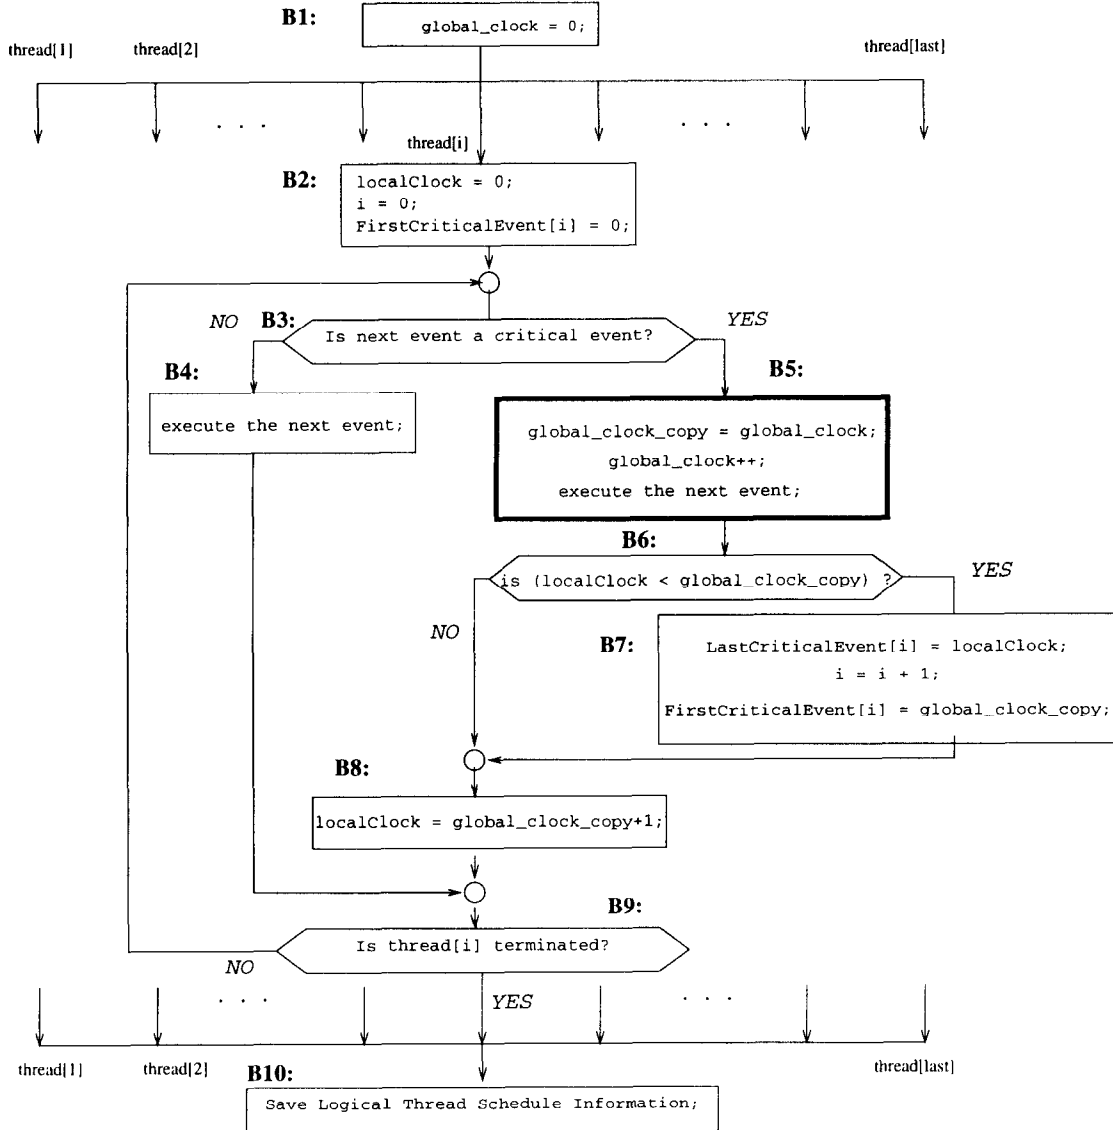 B1:
global_clock = 0;
thread[1]
thread[2]
thread[last]
. . .
. . .
thread[i]
B2:
localClock = 0;
i = 0;
FirstCriticalEvent[i] = 0;
NO
B3:
Is next event a critical event?
YES
B4:
B5:
execute the next event;
global_clock_copy = global_clock;
global_clock++;
execute the next event;
B6:
is (localClock < global_clock_copy) ?
YES
NO
B7:
LastCriticalEvent[i] = localClock;
i = i + 1;
FirstCriticalEvent[i] = global_clock_copy;
B8:
localClock = global_clock_copy+1;
B9:
Is thread[i] terminated?
NO
YES
. . .
. . .
thread[1]
thread[2]
thread[last]
B10:
Save Logical Thread Schedule Information;